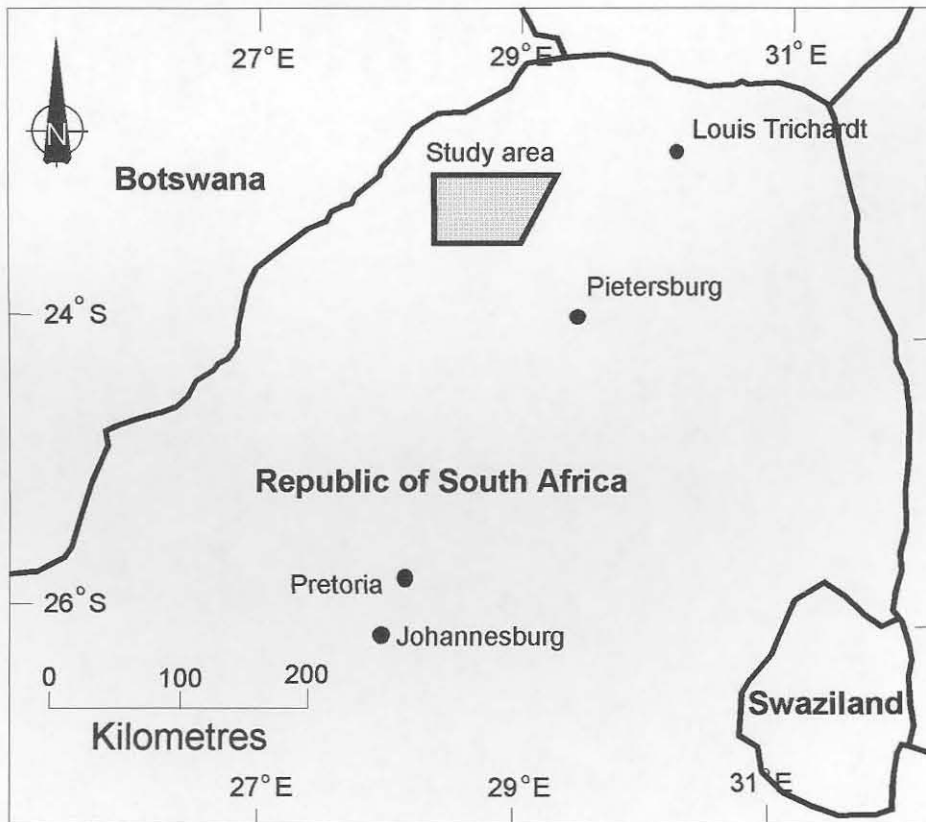 27°E
29°E
31°E
N
Louis Trichardt
Study area
Botswana
Pietersburg
24°S
Republic of South Africa
Pretoria
26°S
Johannesburg
0 100 200
Swaziland
Kilometres
27°E
29°E
31°E